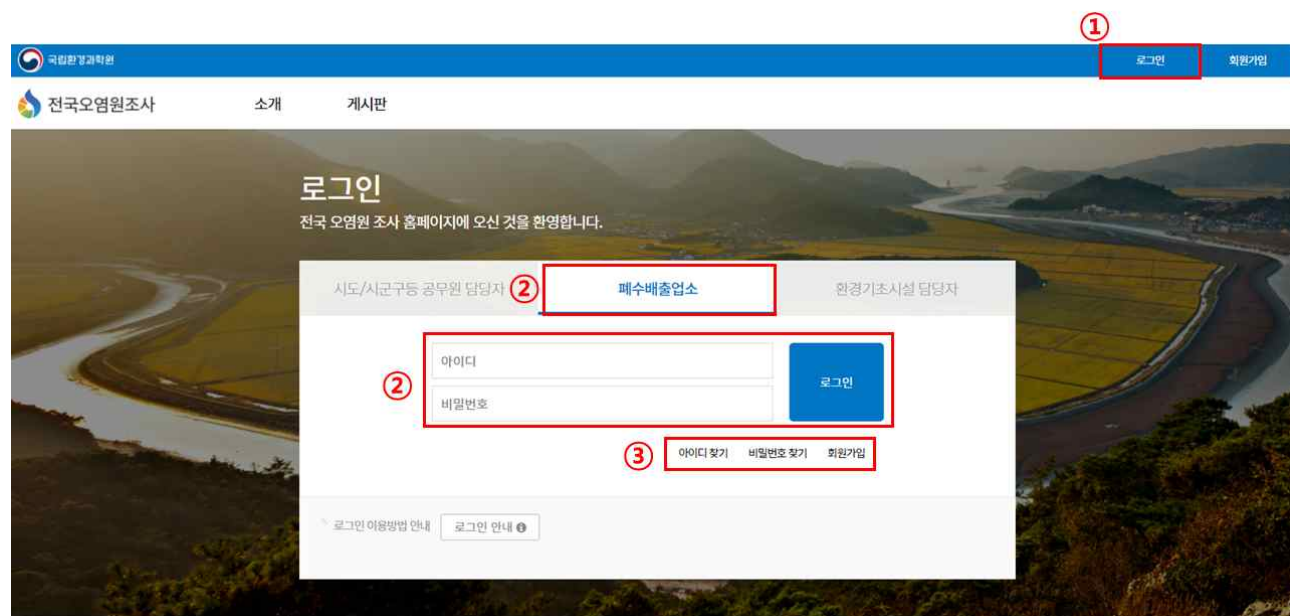 ①
국립환경과학원 로그인 회원가입
전국오염원조사 소개 게시판
로그인
전국 오염원 조사 홈페이지에 오신 것을 환영합니다.
시도/시군구등 공무원 담당자 ② 폐수배출업소 환경기초시설 담당자
아이디
② 로그인
비밀번호
③ 아이디 찾기 비밀번호 찾기 회원가입
로그인 이용방법 안내 로그인 안내